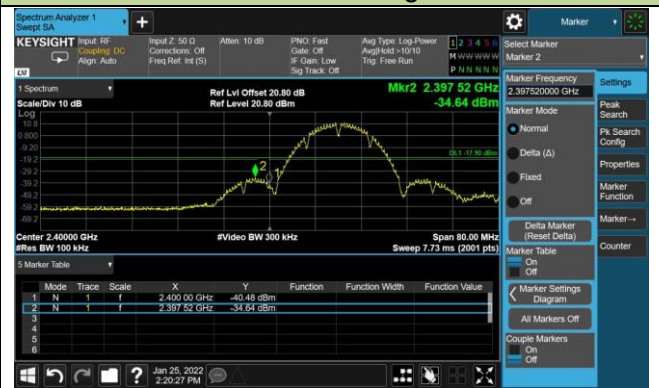 Spectrum Analyzer 1
Swept SA
Marker
KEYSIGHT
Input: RF
Coupling: DC
Align: Auto
Input Z: 50 Ω
Corrections: Off
Freq Ref: Int (S)
Atten: 10 dB
PNO: Fast
Gate: Off
IF Gain: Low
Sig Track: Off
Avg Type: Log-Power
Avg|Hold:>10/10
Trig: Free Run
1 2 3 4 5 6
M W W W W W
P N N N N N
LXI
Select Marker
Marker 2
1 Spectrum
Scale/Div 10 dB
Ref Lvl Offset 20.80 dB
Ref Level 20.80 dBm
Mkr2 2.397 52 GHz
-34.64 dBm
Log
10.8
0.800
-9.20
-19.2
-29.2
-39.2
-49.2
-59.2
-69.2
DL1 -17.90 dBm
2
1
Center 2.40000 GHz
#Res BW 100 kHz
#Video BW 300 kHz
Span 80.00 MHz
Sweep 7.73 ms (2001 pts)
5 Marker Table
Mode Trace Scale X Y Function Function Width Function Value
1 N 1 f 2.400 00 GHz -40.48 dBm
2 N 1 f 2.397 52 GHz -34.64 dBm
3
4
5
6
Marker Frequency
2.397520000 GHz
Marker Mode
Normal
Delta (Δ)
Fixed
Off
Delta Marker
(Reset Delta)
Marker Table
On
Off
Marker Settings
Diagram
All Markers Off
Couple Markers
On
Off
Settings
Peak
Search
Pk Search
Config
Properties
Marker
Function
Marker→
Counter
Jan 25, 2022
2:20:27 PM